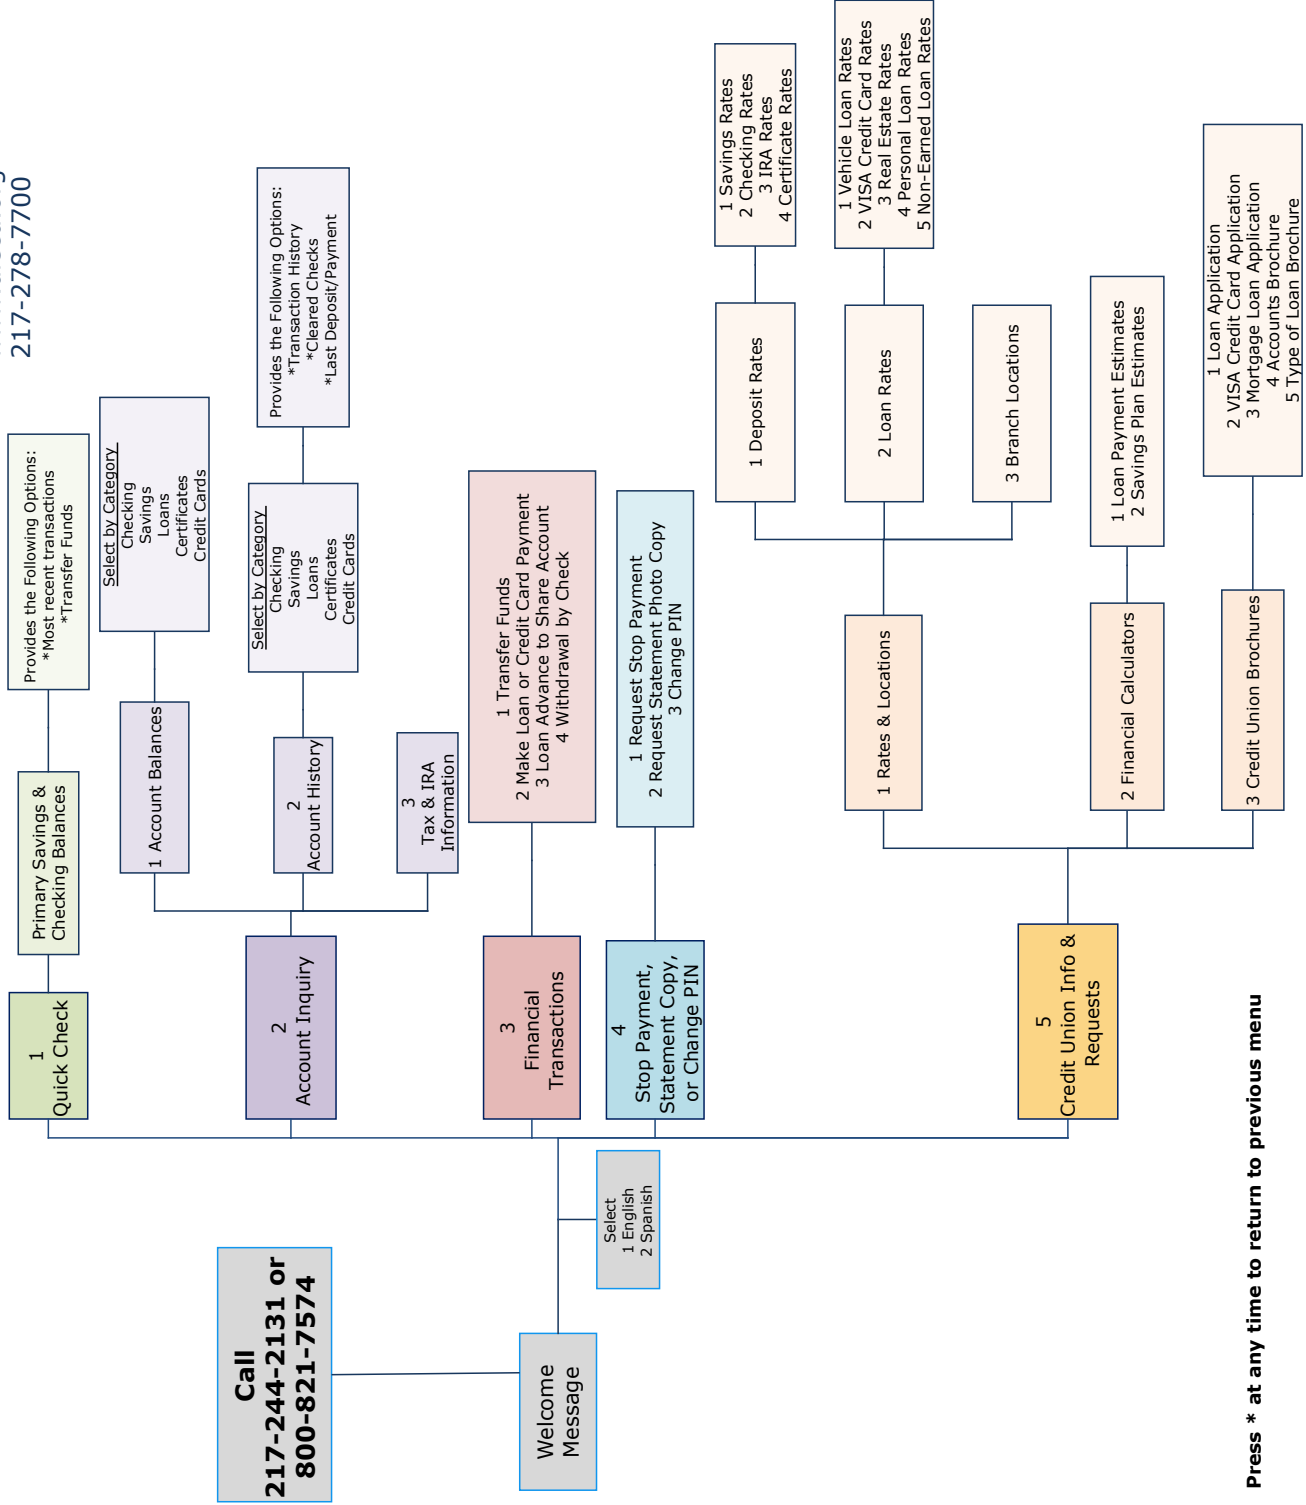 217-278-7700
Call
217-244-2131 or
800-821-7574
Welcome
Message
Select
1 English
2 Spanish
1
Quick Check
Primary Savings &
Checking Balances
Provides the Following Options:
*Most recent transactions
*Transfer Funds
2
Account Inquiry
1 Account Balances
Select by Category
Checking
Savings
Loans
Certificates
Credit Cards
2
Account History
Select by Category
Checking
Savings
Loans
Certificates
Credit Cards
Provides the Following Options:
*Transaction History
*Cleared Checks
*Last Deposit/Payment
3
Tax & IRA
Information
3
Financial
Transactions
1 Transfer Funds
2 Make Loan or Credit Card Payment
3 Loan Advance to Share Account
4 Withdrawal by Check
4
Stop Payment,
Statement Copy,
or Change PIN
1 Request Stop Payment
2 Request Statement Photo Copy
3 Change PIN
5
Credit Union Info &
Requests
1 Rates & Locations
1 Deposit Rates
1 Savings Rates
2 Checking Rates
3 IRA Rates
4 Certificate Rates
2 Loan Rates
1 Vehicle Loan Rates
2 VISA Credit Card Rates
3 Real Estate Rates
4 Personal Loan Rates
5 Non-Earned Loan Rates
3 Branch Locations
2 Financial Calculators
1 Loan Payment Estimates
2 Savings Plan Estimates
3 Credit Union Brochures
1 Loan Application
2 VISA Credit Card Application
3 Mortgage Loan Application
4 Accounts Brochure
5 Type of Loan Brochure
Press * at any time to return to previous menu